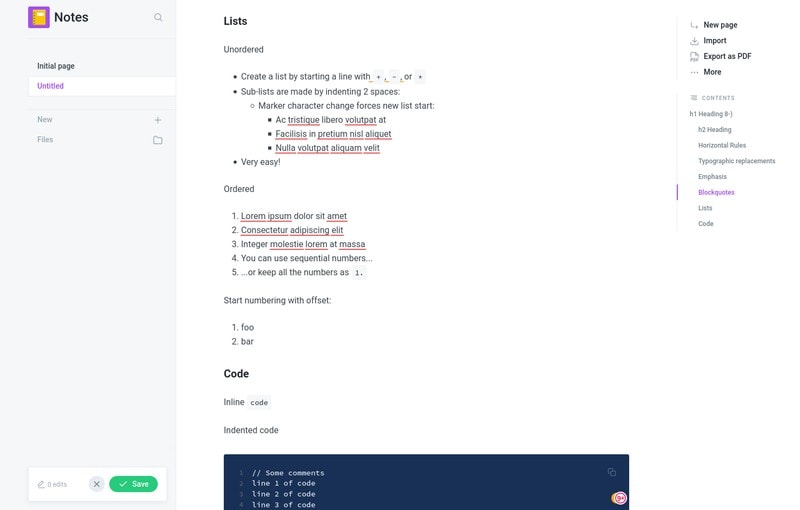 Notes
Initial page
Untitled
New
Files
0 edits
Save
Lists
Unordered
Create a list by starting a line with + , - , or *
Sub-lists are made by indenting 2 spaces:
Marker character change forces new list start:
Ac tristique libero volutpat at
Facilisis in pretium nisl aliquet
Nulla volutpat aliquam velit
Very easy!
Ordered
1. Lorem ipsum dolor sit amet
2. Consectetur adipiscing elit
3. Integer molestie lorem at massa
4. You can use sequential numbers...
5. ...or keep all the numbers as 1.
Start numbering with offset:
1. foo
2. bar
Code
Inline code
Indented code
1 // Some comments
2 line 1 of code
3 line 2 of code
4 line 3 of code
New page
Import
Export as PDF
More
CONTENTS
h1 Heading 8-)
h2 Heading
Horizontal Rules
Typographic replacements
Emphasis
Blockquotes
Lists
Code